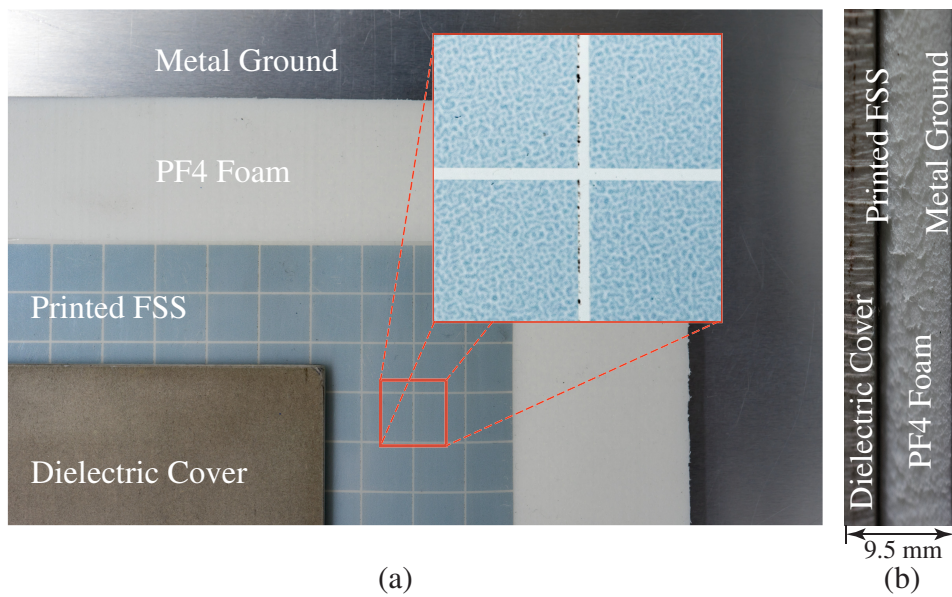 Metal Ground
PF4 Foam
Printed FSS
Dielectric Cover
(a)
Dielectric Cover
Printed FSS
PF4 Foam
Metal Ground
9.5 mm
(b)